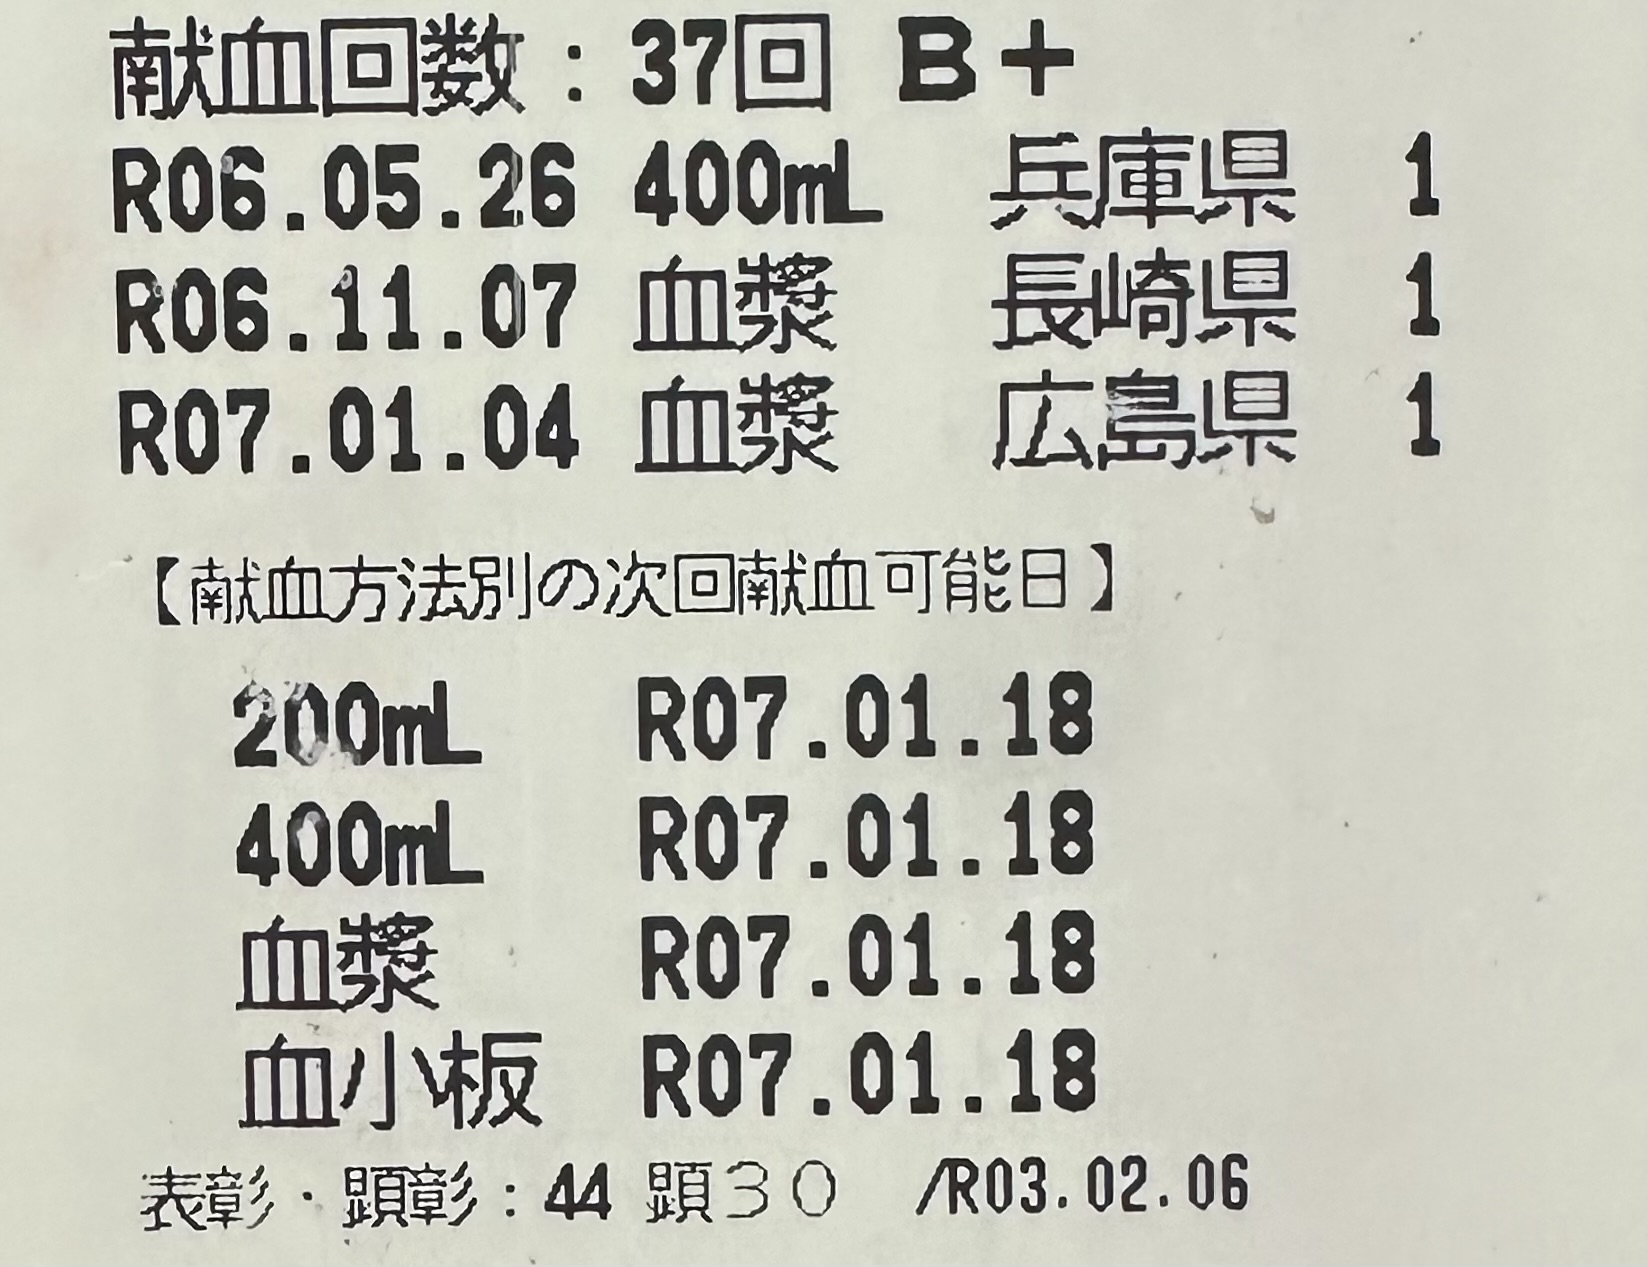 献血回数：37回 B＋
R06.05.26 400mL 兵庫県 1
R06.11.07 血漿 長崎県 1
R07.01.04 血漿 広島県 1
【献血方法別の次回献血可能日】
200mL R07.01.18
400mL R07.01.18
血漿 R07.01.18
血小板 R07.01.18
表彰・顕彰：44 顕３０ /R03.02.06